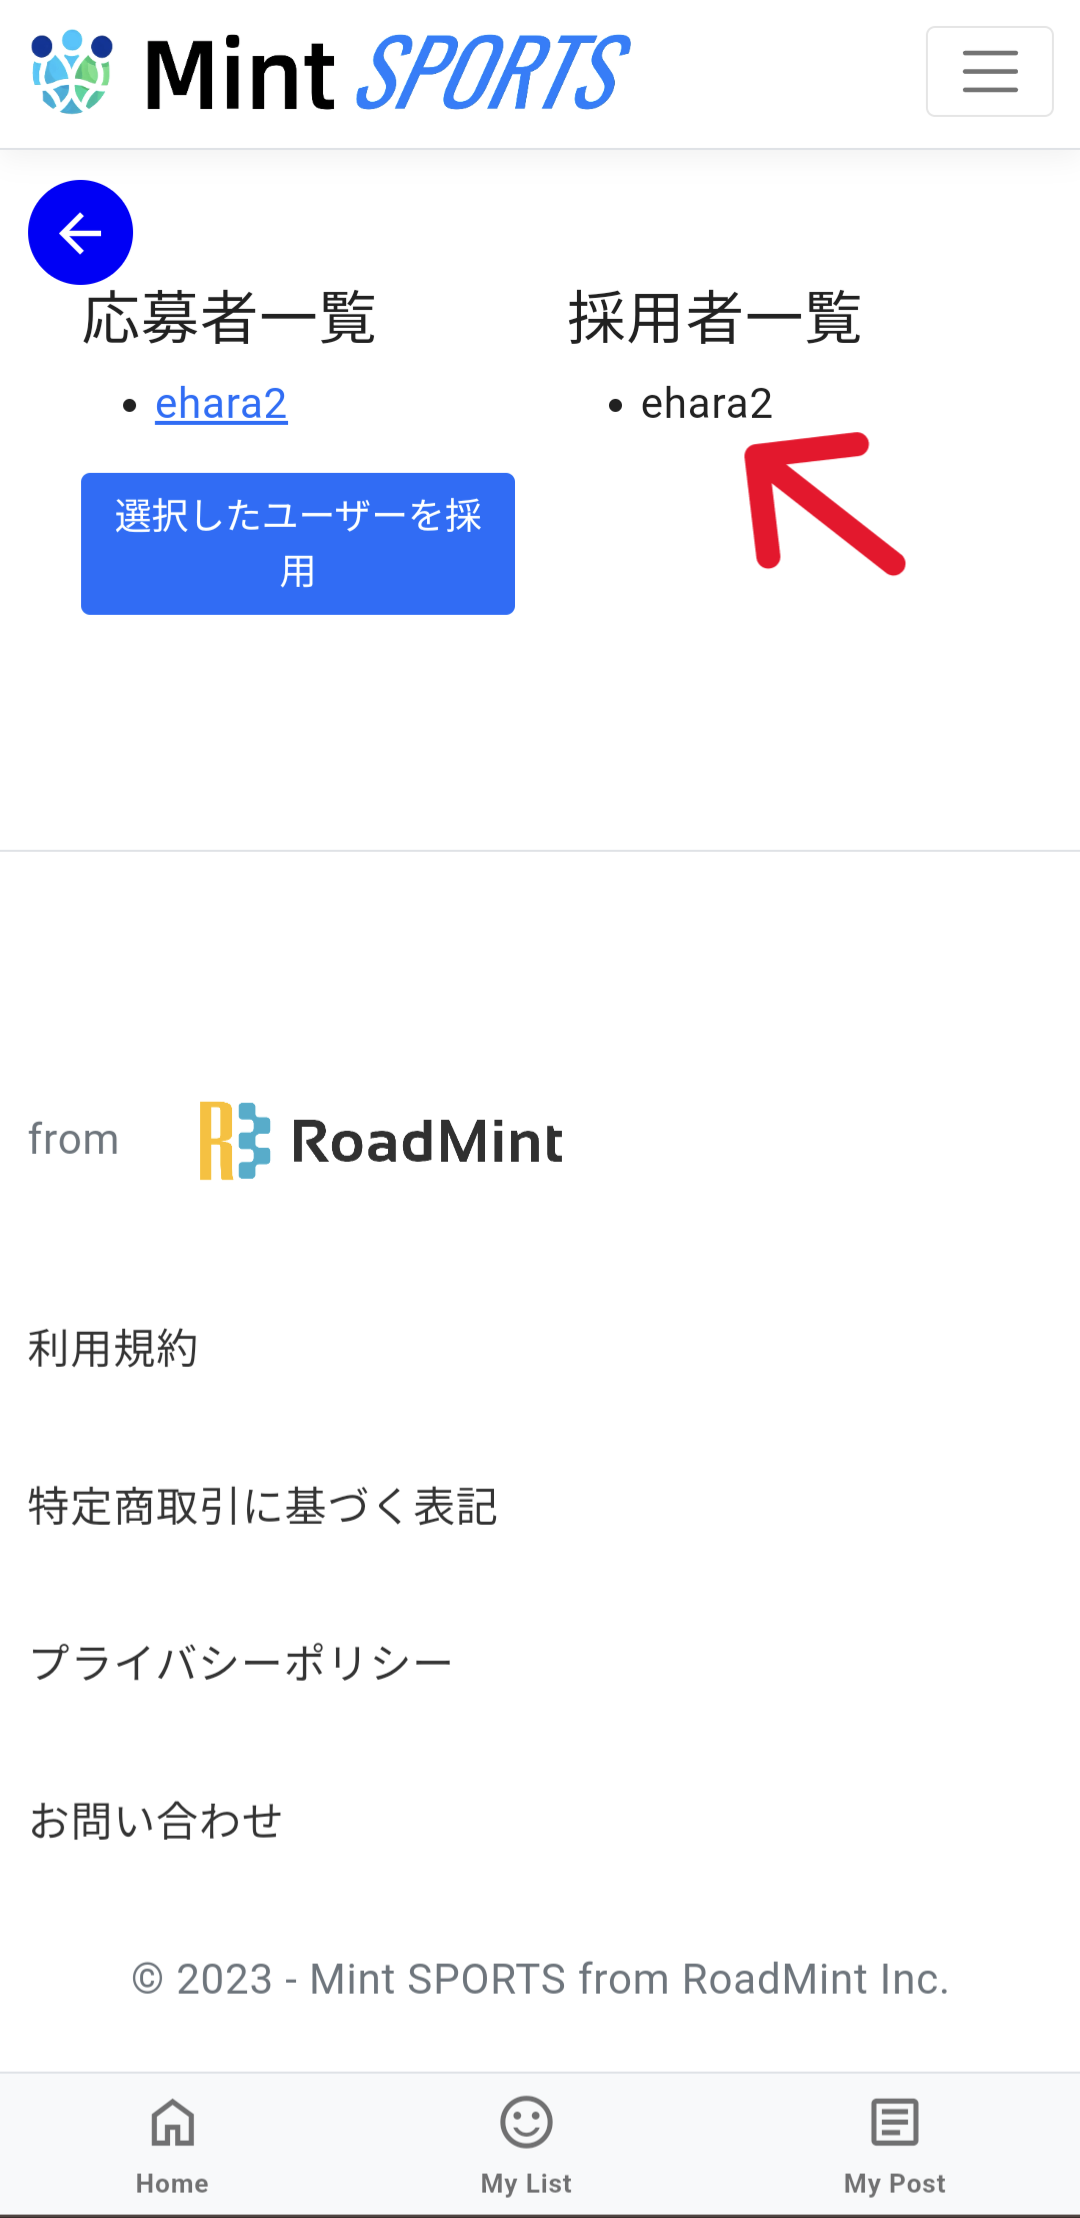 Mint SPORTS
応募者一覧
ehara2
選択したユーザーを採
用
採用者一覧
ehara2
from RoadMint
利用規約
特定商取引に基づく表記
プライバシーポリシー
お問い合わせ
© 2023 - Mint SPORTS from RoadMint Inc.
Home My List My Post